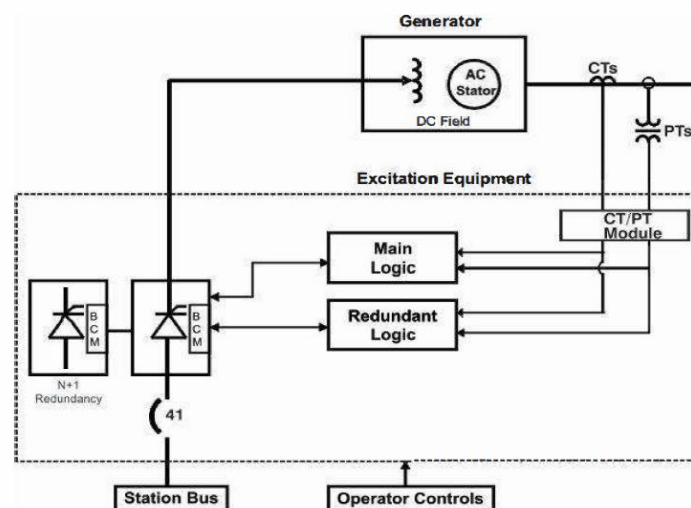 Generator
CTs
AC
Stator
DC Field
PTs
Excitation Equipment
CT/PT
Module
Main
Logic
B
C
M
B
C
M
Redundant
Logic
N+1
Redundancy
41
Station Bus
Operator Controls